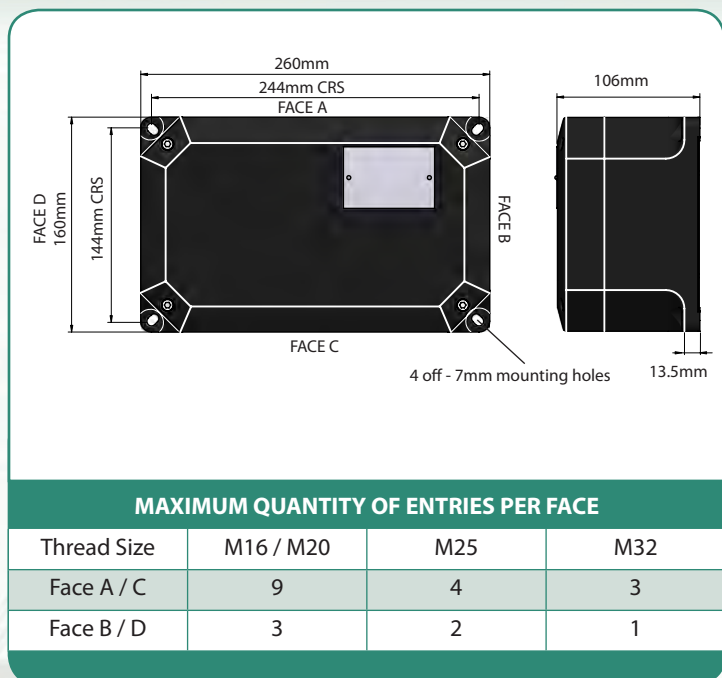 260mm
244mm CRS
FACE A
106mm
FACE D
160mm
144mm CRS
FACE B
FACE C
4 off - 7mm mounting holes
13.5mm
MAXIMUM QUANTITY OF ENTRIES PER FACE
Thread Size M16 / M20 M25 M32
Face A / C 9 4 3
Face B / D 3 2 1